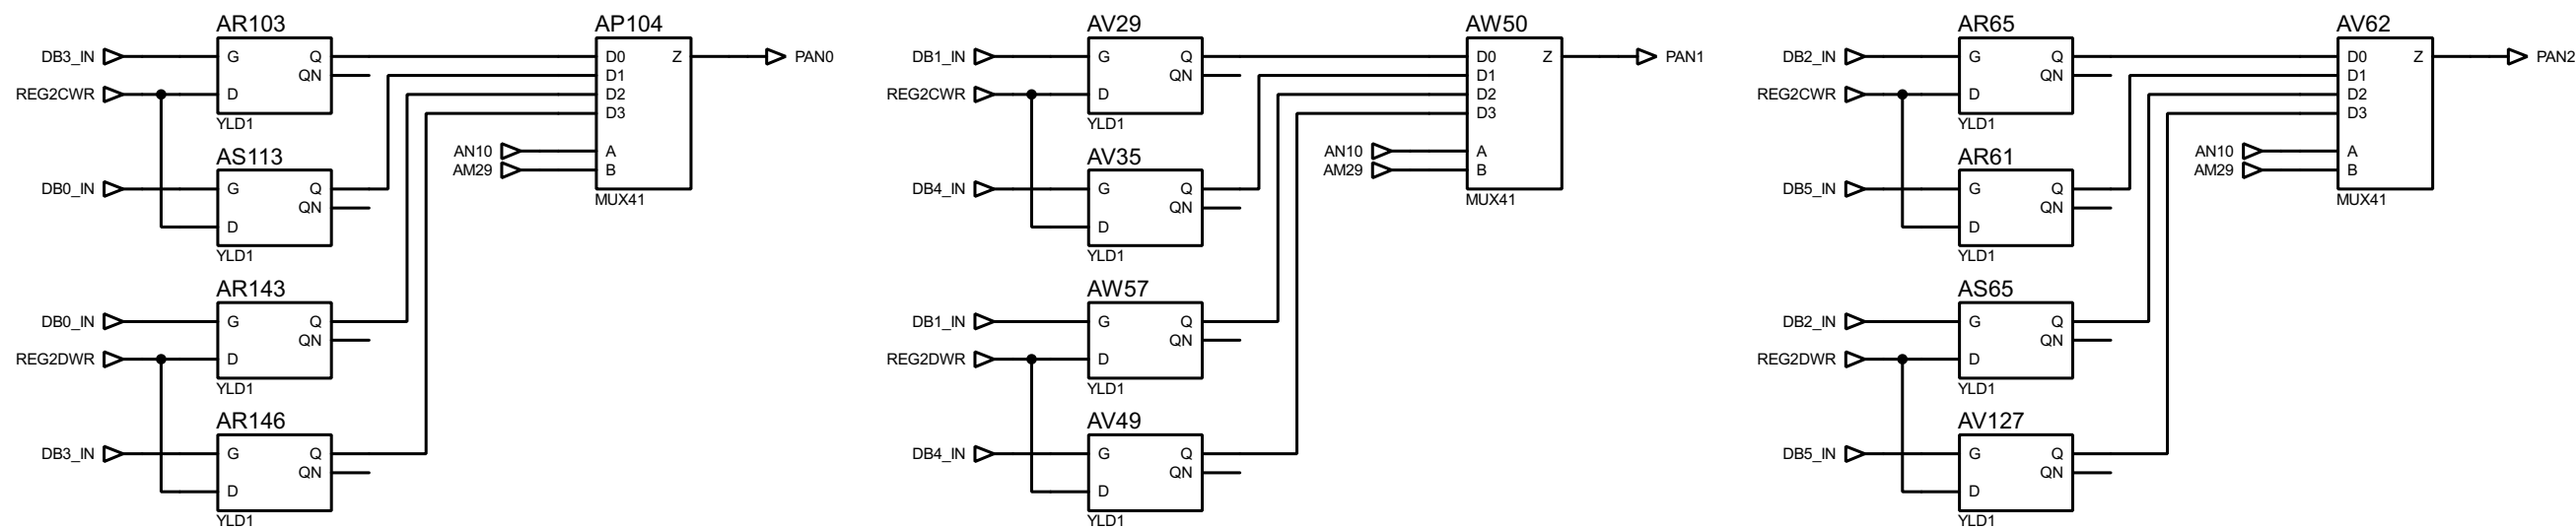 AR103 AP104 AV29 AW50 AR65 AV62
DB3_IN G Q D0 Z PAN0 DB1_IN G Q D0 Z PAN1 DB2_IN G Q D0 Z PAN2
QN D1 QN D1 QN D1
REG2CWR D D2 REG2CWR D D2 REG2CWR D D2
D3 D3 D3
YLD1 YLD1 YLD1
AS113 AN10 A AV35 AN10 A AR61 AN10 A
AM29 B AM29 B AM29 B
DB0_IN G Q DB4_IN G Q DB5_IN G Q
MUX41 MUX41 MUX41
QN QN QN
D D D
YLD1 YLD1 YLD1
AR143 AW57 AS65
DB0_IN G Q DB1_IN G Q DB2_IN G Q
QN QN QN
REG2DWR D REG2DWR D REG2DWR D
YLD1 YLD1 YLD1
AR146 AV49 AV127
DB3_IN G Q DB4_IN G Q DB5_IN G Q
QN QN QN
D D D
YLD1 YLD1 YLD1